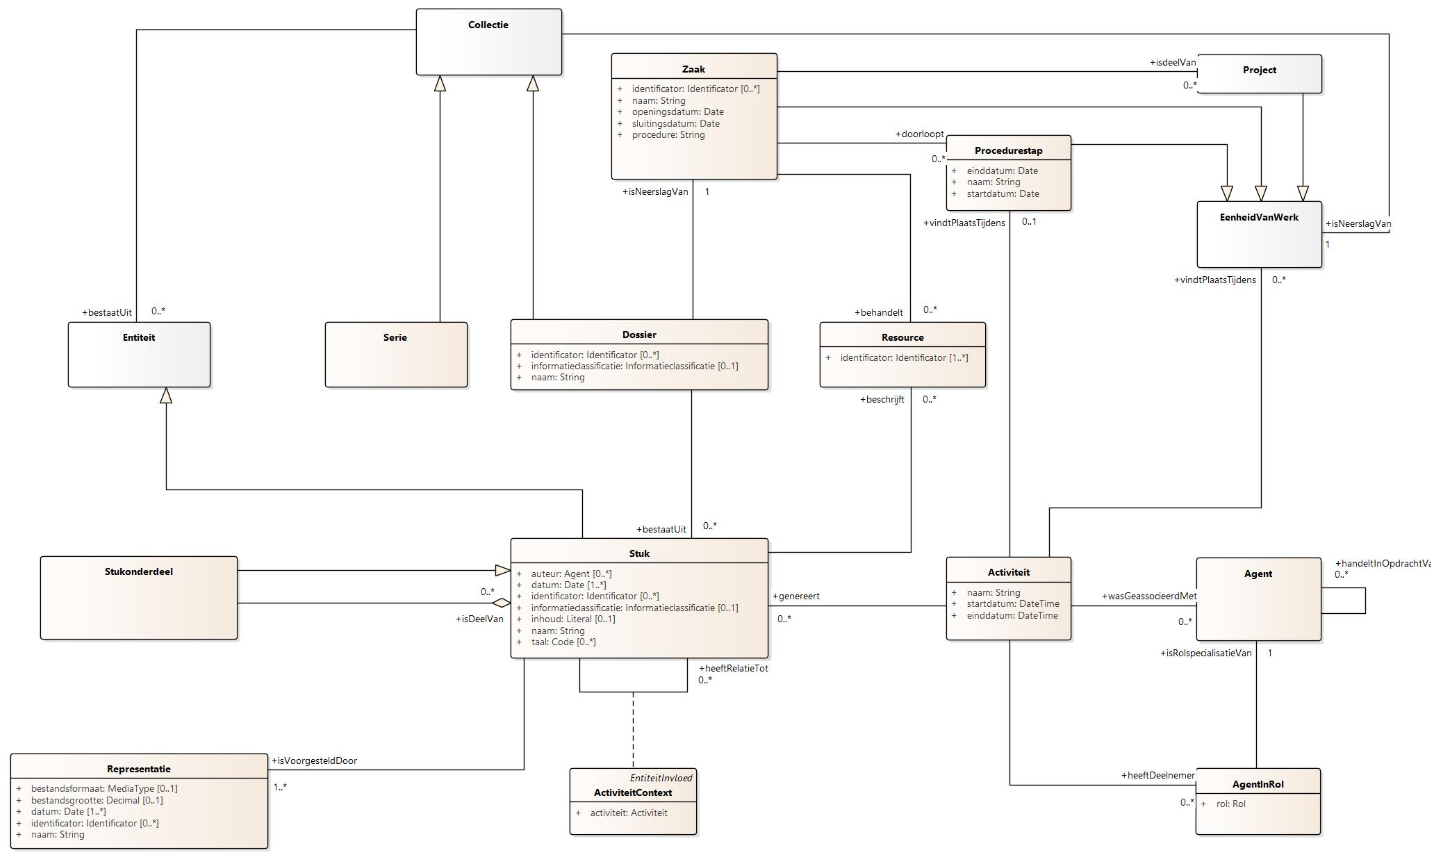 Collectie
Zaak
+ identificator: Identificator [0..*]
+ naam: String
+ openingsdatum: Date
+ sluitingsdatum: Date
+ procedure: String
+isdeelVan
0..*
Project
+doorloopt
0..*
Procedurestap
+ einddatum: Date
+ naam: String
+ startdatum: Date
+isNeerslagVan
1
+vindtPlaatsTijdens
0..1
EenheidVanWerk
+isNeerslagVan
1
+vindtPlaatsTijdens
0..*
+bestaatUit
0..*
Entiteit
Serie
Dossier
+ identificator: Identificator [0..*]
+ informatieclassificatie: Informatieclassificatie [0..1]
+ naam: String
+behandelt
0..*
Resource
+ identificator: Identificator [1..*]
+beschrijft
0..*
+bestaatUit
0..*
Stukonderdeel
0..*
+isDeelVan
Stuk
+ auteur: Agent [0..*]
+ datum: Date [1..*]
+ identificator: Identificator [0..*]
+ informatieclassificatie: Informatieclassificatie [0..1]
+ inhoud: Literal [0..1]
+ naam: String
+ taal: Code [0..*]
+genereert
0..*
Activiteit
+ naam: String
+ startdatum: DateTime
+ einddatum: DateTime
+wasGeassocieerdMet
0..*
Agent
+handeltInOpdrachtVa
0..*
+isRolspecialisatieVan
1
+heeftRelatieTot
0..*
+isVoorgesteldDoor
1..*
Representatie
+ bestandsformaat: MediaType [0..1]
+ bestandsgrootte: Decimal [0..1]
+ datum: Date [1..*]
+ identificator: Identificator [0..*]
+ naam: String
EntiteitInvloed
ActiviteitContext
+ activiteit: Activiteit
+heeftDeelnemer
0..*
AgentInRol
+ rol: Rol